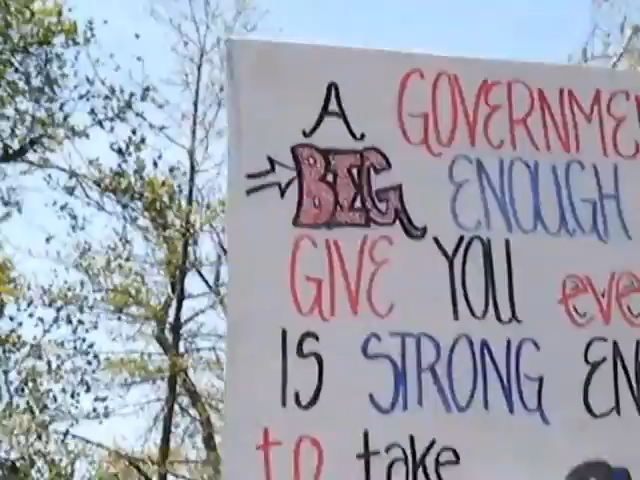 A GOVERNME
BIG ENOUGH
GIVE YOU eve
IS STRONG EN
to take